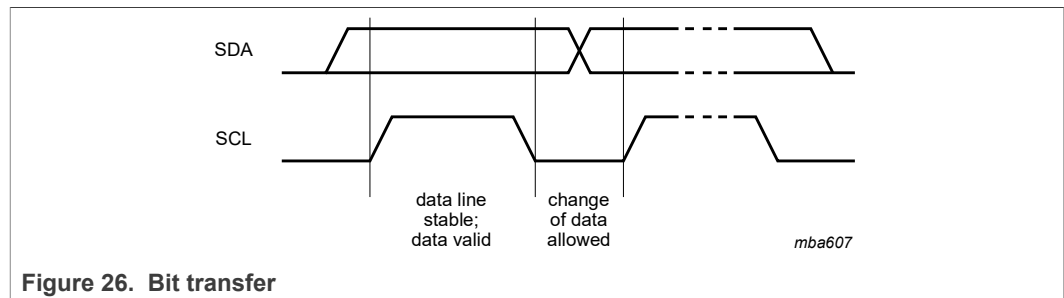 SDA
SCL
data line
stable;
data valid
change
of data
allowed
mba607
Figure 26. Bit transfer